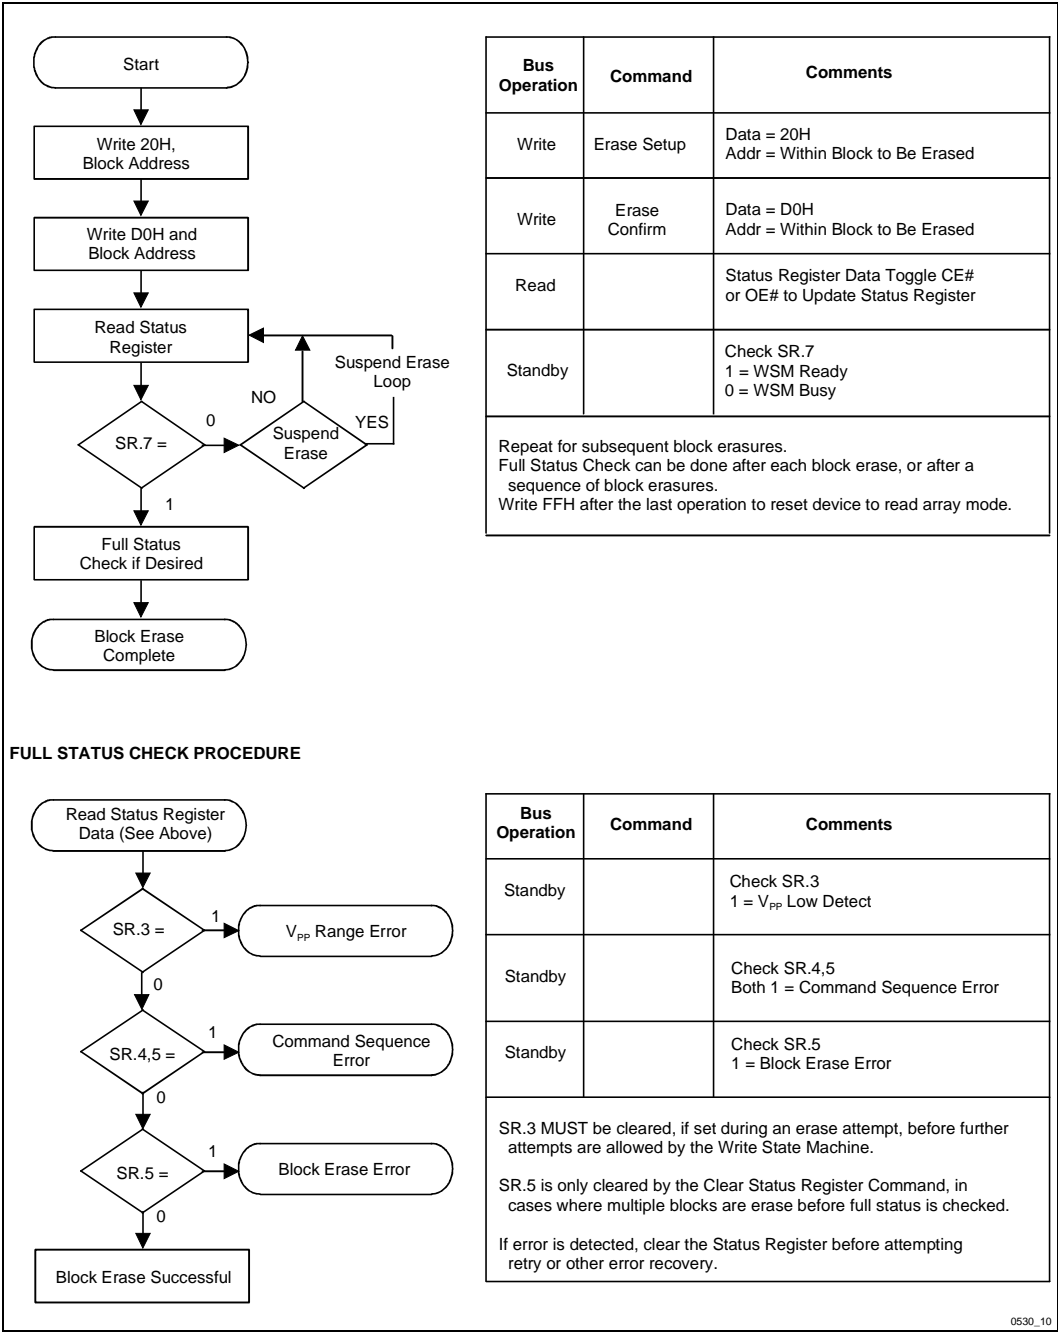 Start
Write 20H,
Block Address
Write D0H and
Block Address
Read Status
Register
Suspend Erase
Loop
NO
YES
0
SR.7 =
Suspend
Erase
1
Full Status
Check if Desired
Block Erase
Complete
Bus
Operation
Command
Comments
Write
Erase Setup
Data = 20H
Addr = Within Block to Be Erased
Write
Erase
Confirm
Data = D0H
Addr = Within Block to Be Erased
Read
Status Register Data Toggle CE#
or OE# to Update Status Register
Standby
Check SR.7
1 = WSM Ready
0 = WSM Busy
Repeat for subsequent block erasures.
Full Status Check can be done after each block erase, or after a
sequence of block erasures.
Write FFH after the last operation to reset device to read array mode.
FULL STATUS CHECK PROCEDURE
Read Status Register
Data (See Above)
SR.3 =
1
VPP Range Error
0
SR.4,5 =
1
Command Sequence
Error
0
SR.5 =
1
Block Erase Error
0
Block Erase Successful
Bus
Operation
Command
Comments
Standby
Check SR.3
1 = VPP Low Detect
Standby
Check SR.4,5
Both 1 = Command Sequence Error
Standby
Check SR.5
1 = Block Erase Error
SR.3 MUST be cleared, if set during an erase attempt, before further
attempts are allowed by the Write State Machine.
SR.5 is only cleared by the Clear Status Register Command, in
cases where multiple blocks are erase before full status is checked.
If error is detected, clear the Status Register before attempting
retry or other error recovery.
0530_10